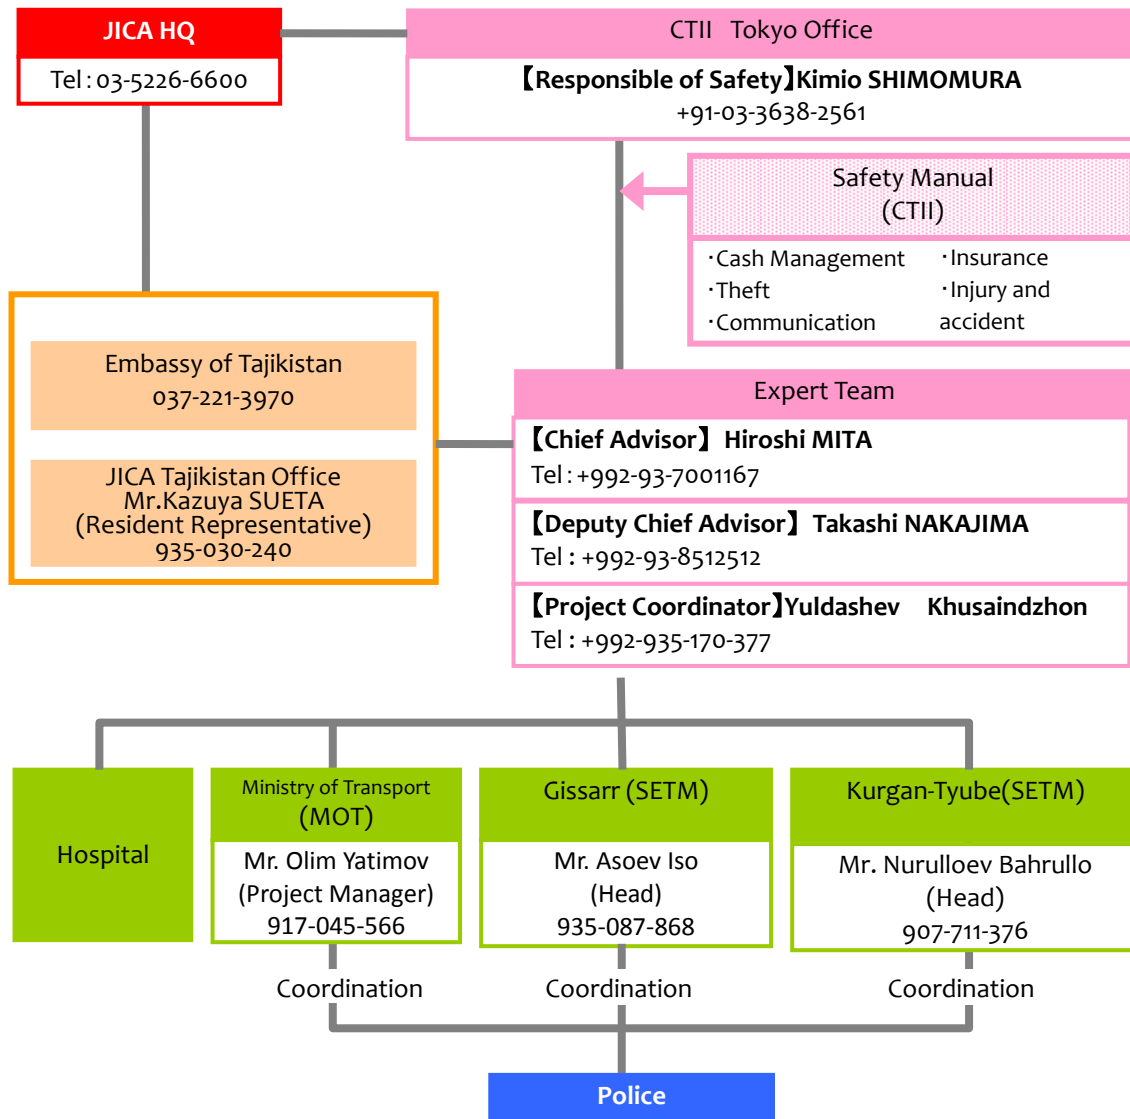 JICA HQ
Tel : 03-5226-6600
CTII Tokyo Office
【Responsible of Safety】Kimio SHIMOMURA
+91-03-3638-2561
Safety Manual
(CTII)
・Cash Management
・Theft
・Communication
・Insurance
・Injury and
accident
Embassy of Tajikistan
037-221-3970
JICA Tajikistan Office
Mr.Kazuya SUETA
(Resident Representative)
935-030-240
Expert Team
【Chief Advisor】 Hiroshi MITA
Tel : +992-93-7001167
【Deputy Chief Advisor】 Takashi NAKAJIMA
Tel : +992-93-8512512
【Project Coordinator】Yuldashev Khusaindzhon
Tel : +992-935-170-377
Hospital
Ministry of Transport
(MOT)
Mr. Olim Yatimov
(Project Manager)
917-045-566
Gissarr (SETM)
Mr. Asoev Iso
(Head)
935-087-868
Kurgan-Tyube(SETM)
Mr. Nurulloev Bahrullo
(Head)
907-711-376
Coordination
Coordination
Coordination
Police